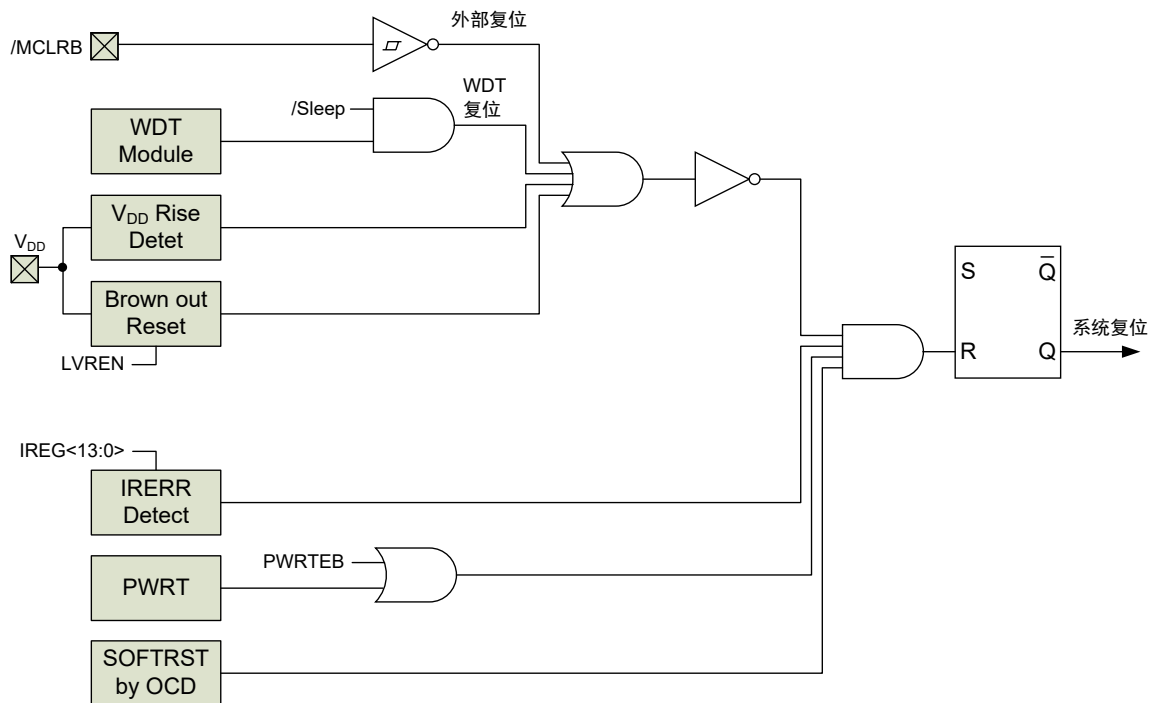 外部复位
/MCLRB
WDT
复位
/Sleep
WDT
Module
VDD Rise
Detet
VDD
Brown out
Reset
LVREN
S
Q̅
R
Q
系统复位
IREG<13:0>
IRERR
Detect
PWRTEB
PWRT
SOFTRST
by OCD